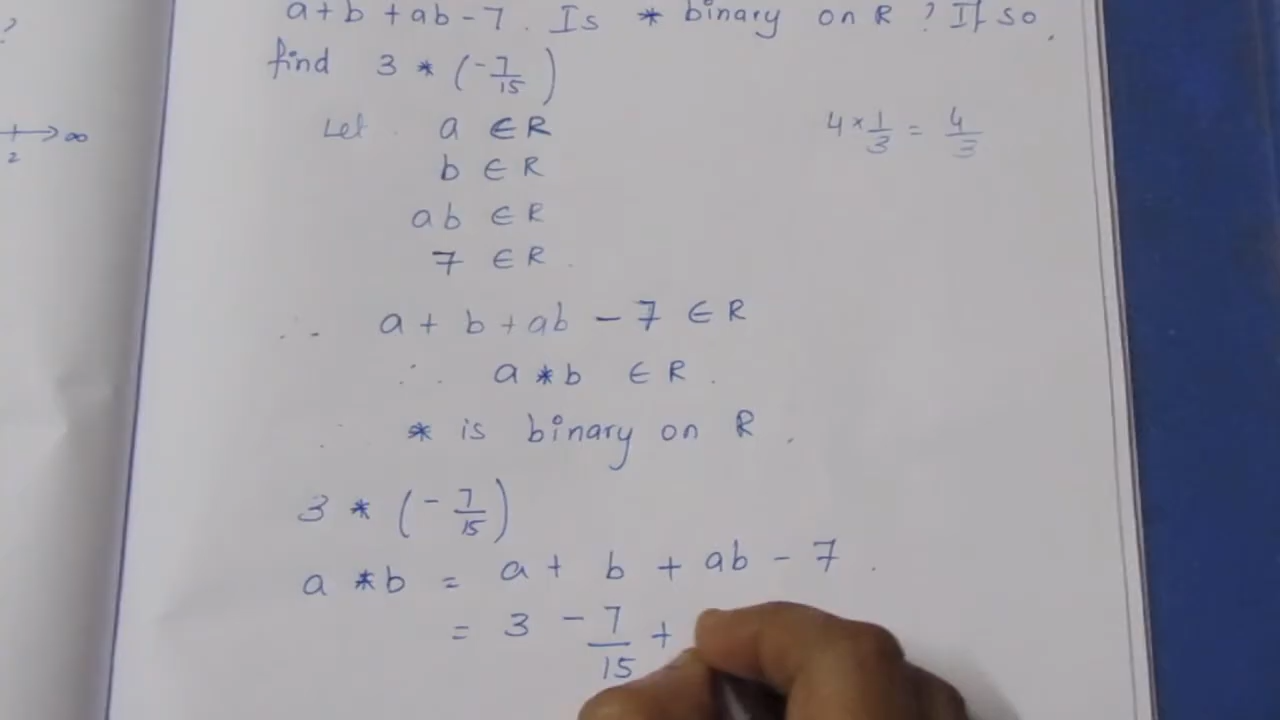 ?
∞
2
a + b + ab - 7. Is * binary on R ? If so,
find 3 * (-7/15)
Let a ∈ R
4 × 1/3 = 4/3
b ∈ R
ab ∈ R
7 ∈ R.
∴ a + b + ab - 7 ∈ R
∴ a * b ∈ R.
∴ * is binary on R.
3 * (-7/15)
a * b = a + b + ab - 7.
= 3 - 7/15 +